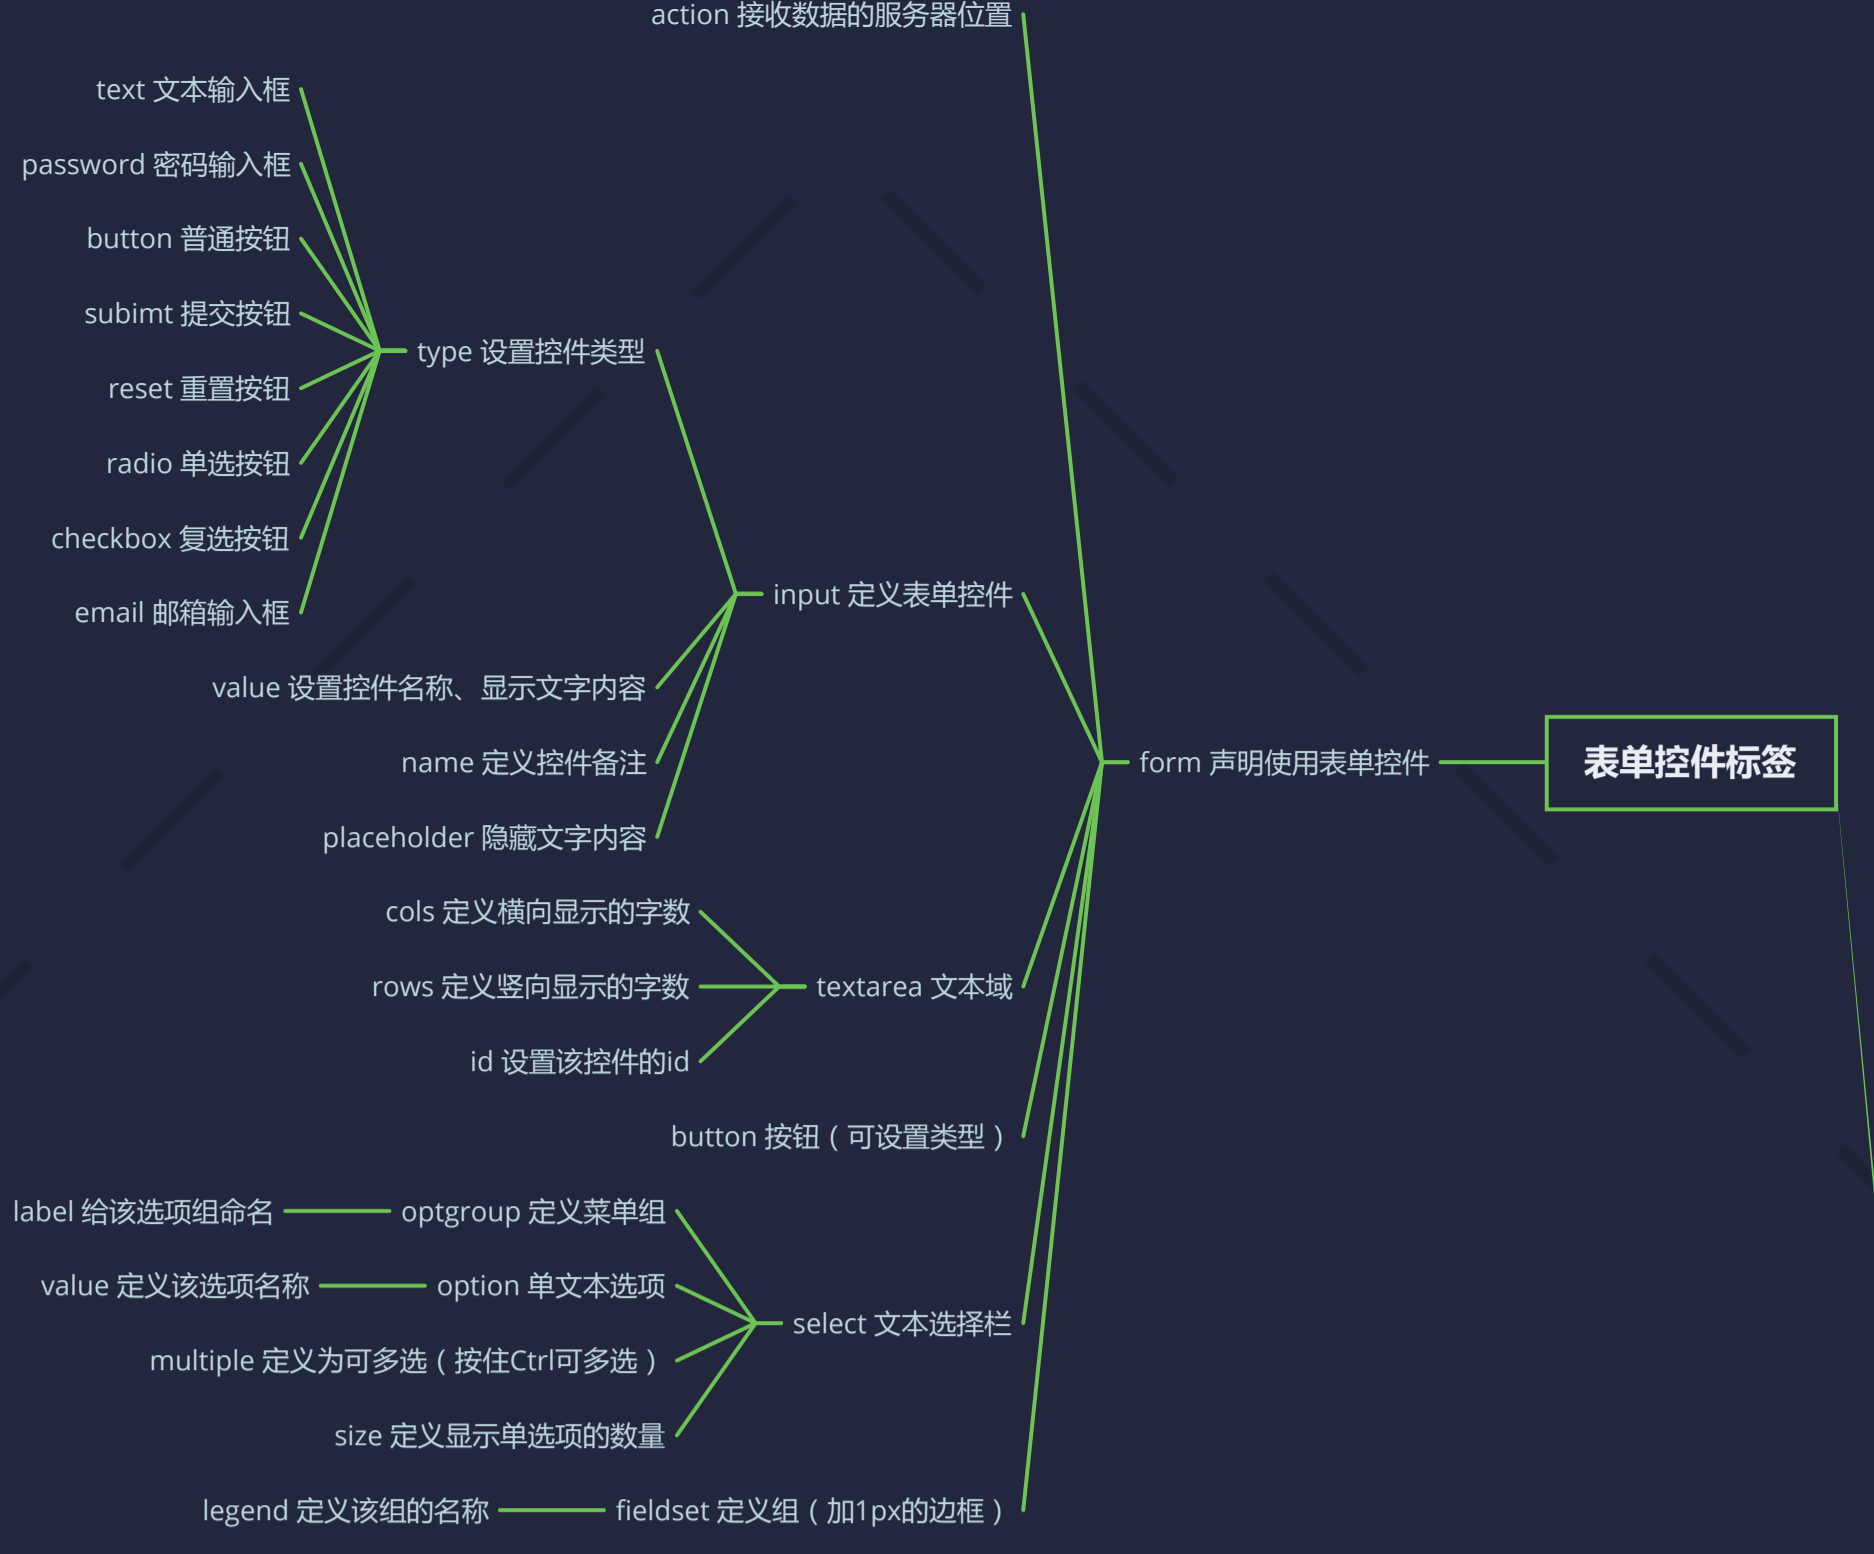 action 接收数据的服务器位置
text 文本输入框
password 密码输入框
button 普通按钮
subimt 提交按钮
type 设置控件类型
reset 重置按钮
radio 单选按钮
checkbox 复选按钮
email 邮箱输入框
input 定义表单控件
value 设置控件名称、显示文字内容
name 定义控件备注
form 声明使用表单控件
表单控件标签
placeholder 隐藏文字内容
cols 定义横向显示的字数
rows 定义竖向显示的字数
textarea 文本域
id 设置该控件的id
button 按钮（可设置类型）
label 给该选项组命名
optgroup 定义菜单组
value 定义该选项名称
option 单文本选项
select 文本选择栏
multiple 定义为可多选（按住Ctrl可多选）
size 定义显示单选项的数量
legend 定义该组的名称
fieldset 定义组（加1px的边框）